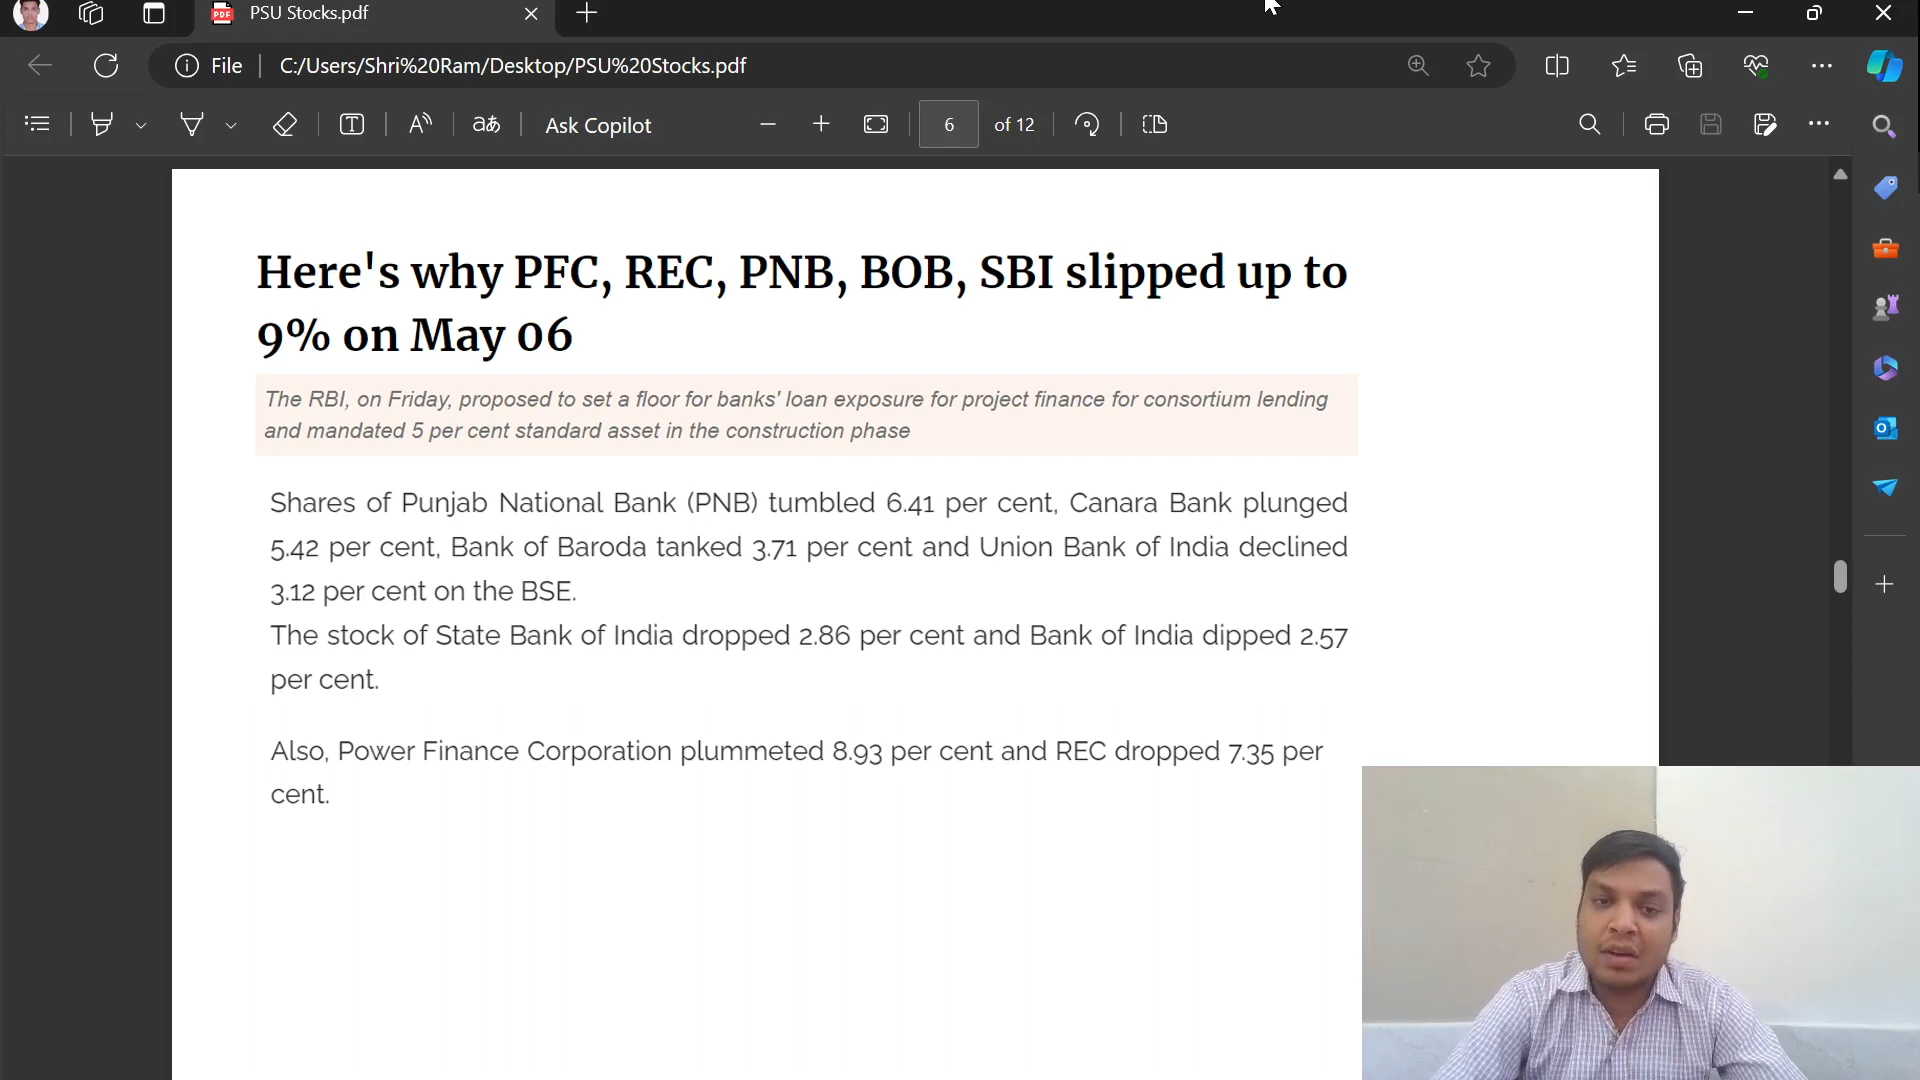 PSU Stocks.pdf
File
C:/Users/Shri%20Ram/Desktop/PSU%20Stocks.pdf
Ask Copilot
6
of 12
Here's why PFC, REC, PNB, BOB, SBI slipped up to
9% on May 06
The RBI, on Friday, proposed to set a floor for banks' loan exposure for project finance for consortium lending
and mandated 5 per cent standard asset in the construction phase
Shares of Punjab National Bank (PNB) tumbled 6.41 per cent, Canara Bank plunged
5.42 per cent, Bank of Baroda tanked 3.71 per cent and Union Bank of India declined
3.12 per cent on the BSE.
The stock of State Bank of India dropped 2.86 per cent and Bank of India dipped 2.57
per cent.
Also, Power Finance Corporation plummeted 8.93 per cent and REC dropped 7.35 per
cent.